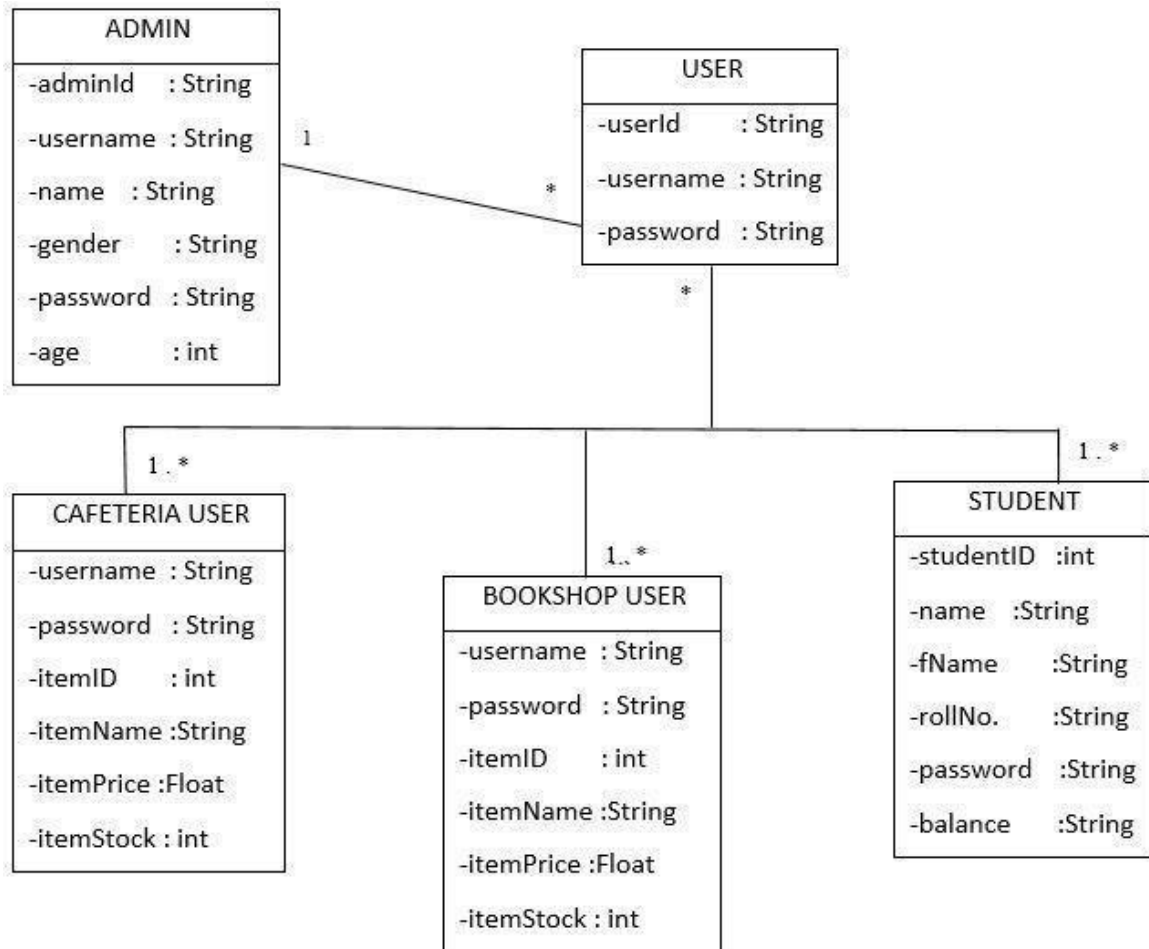 ADMIN
-adminId : String
-username : String
-name : String
-gender : String
-password : String
-age : int
1
*
USER
-userId : String
-username : String
-password : String
*
1 . *
1.. *
1 . *
CAFETERIA USER
-username : String
-password : String
-itemID : int
-itemName :String
-itemPrice :Float
-itemStock : int
BOOKSHOP USER
-username : String
-password : String
-itemID : int
-itemName :String
-itemPrice :Float
-itemStock : int
STUDENT
-studentID :int
-name :String
-fName :String
-rollNo. :String
-password :String
-balance :String